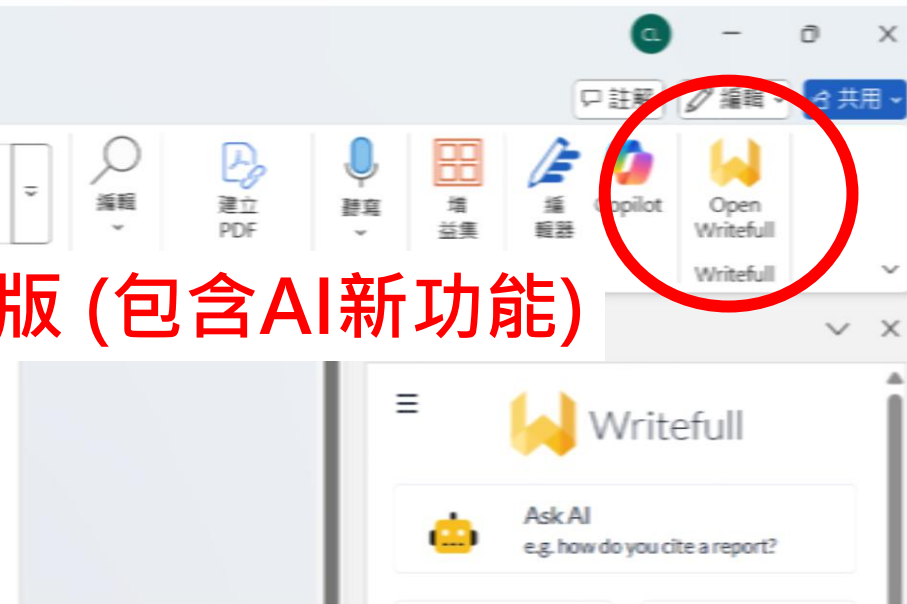 CL
註解
編輯
共用
編輯
建立
PDF
聽寫
增
益集
編
輯器
Copilot
Open
Writefull
Writefull
版 (包含AI新功能)
Writefull
Ask AI
e.g. how do you cite a report?